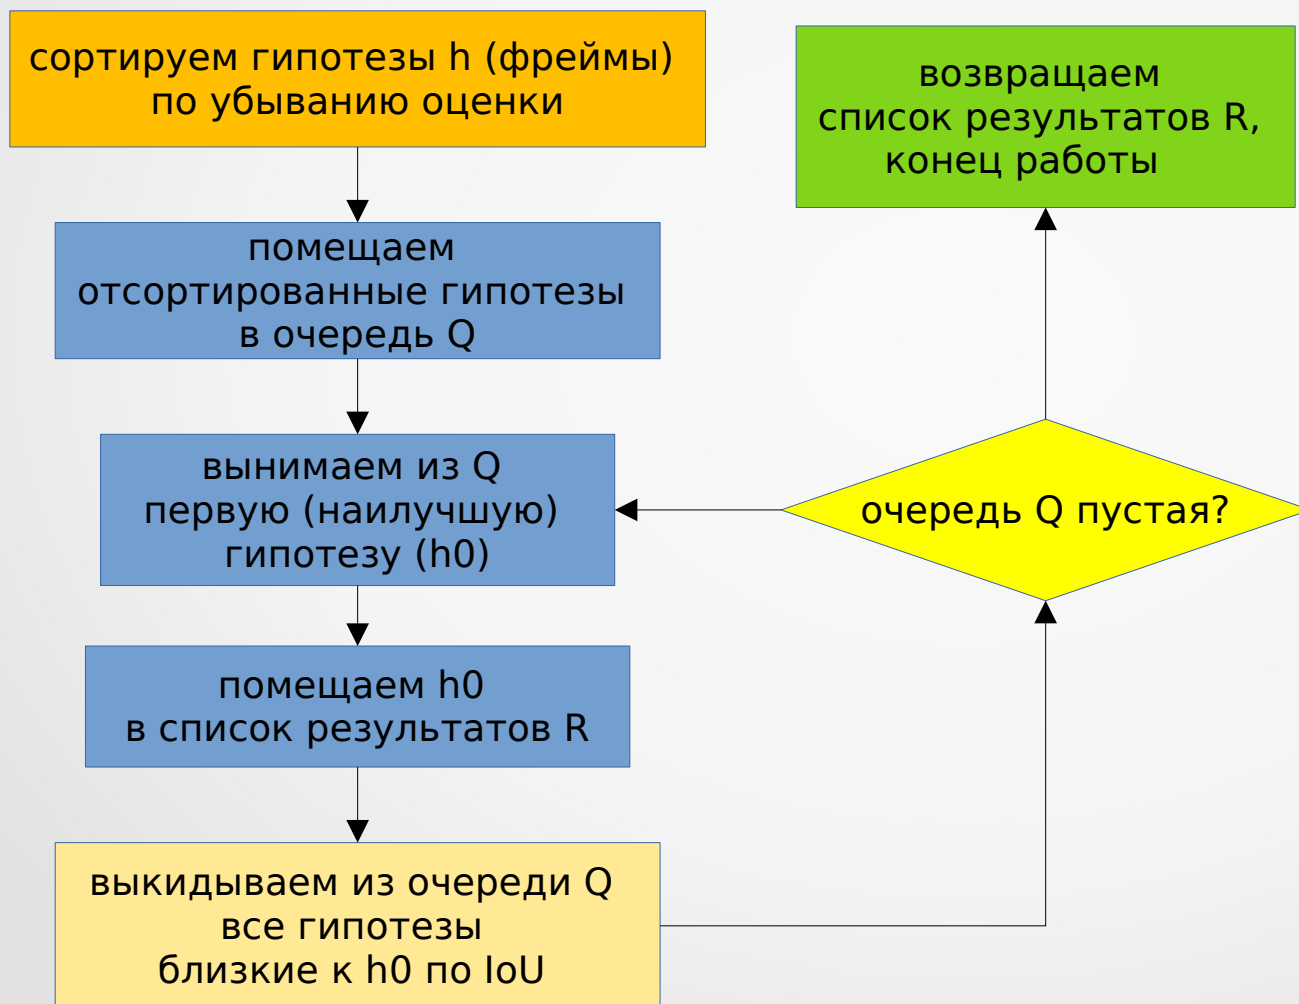 сортируем гипотезы h (фреймы)
по убыванию оценки
помещаем
отсортированные гипотезы
в очередь Q
вынимаем из Q
первую (наилучшую)
гипотезу (h0)
помещаем h0
в список результатов R
выкидываем из очереди Q
все гипотезы
близкие к h0 по IoU
очередь Q пустая?
возвращаем
список результатов R,
конец работы